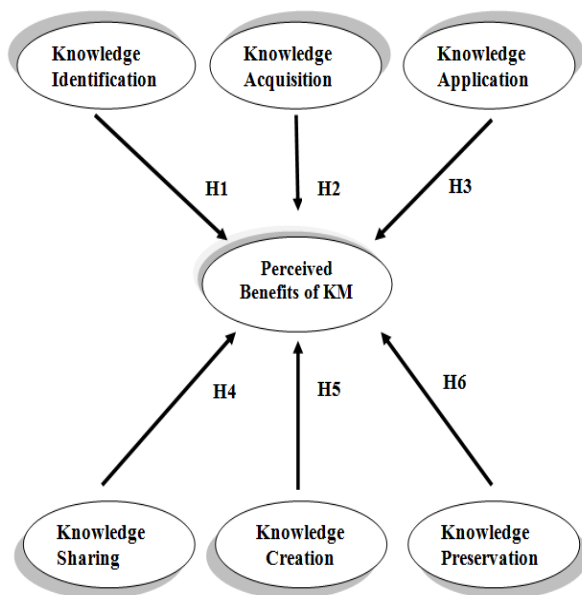 Knowledge
Identification
Knowledge
Acquisition
Knowledge
Application
H1
H2
H3
Perceived
Benefits of KM
H4
H5
H6
Knowledge
Sharing
Knowledge
Creation
Knowledge
Preservation